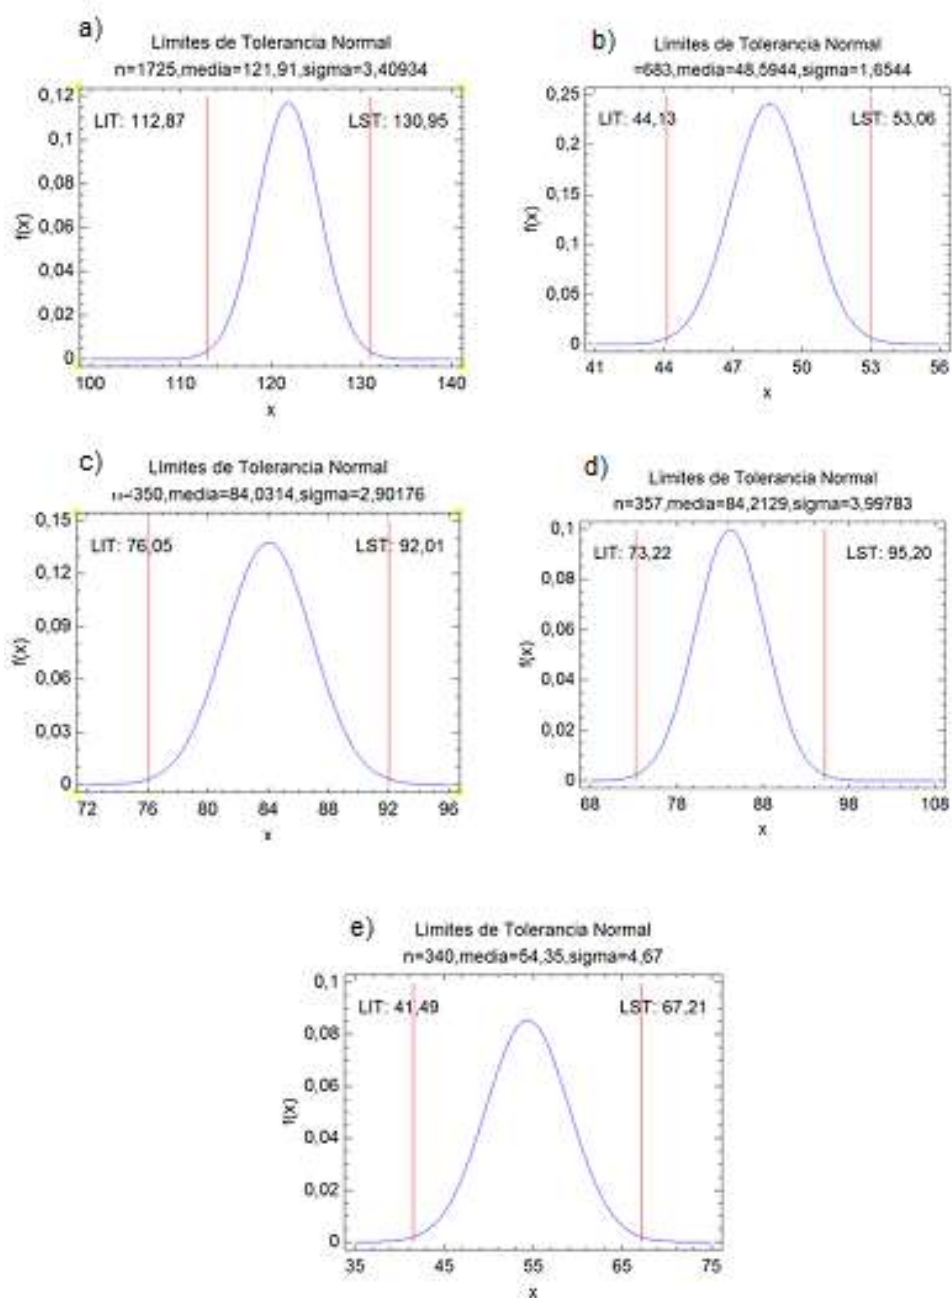 a)
Límites de Tolerancia Normal
n=1725,media=121,91,sigma=3,40934
0,12
0,1
0,08
0,06
0,04
0,02
0
f(x)
LIT: 112,87
LST: 130,95
100 110 120 130 140
x
b)
Límites de Tolerancia Normal
=683,media=48,5944,sigma=1,6544
0,25
0,2
0,15
0,1
0,05
0
f(x)
LIT: 44,13
LST: 53,06
41 44 47 50 53 56
x
c)
Límites de Tolerancia Normal
=350,media=84,0314,sigma=2,90176
0,15
0,12
0,09
0,06
0,03
0
f(x)
LIT: 76,05
LST: 92,01
72 76 80 84 88 92 96
x
d)
Límites de Tolerancia Normal
n=357,media=84,2129,sigma=3,99783
0,1
0,08
0,06
0,04
0,02
0
f(x)
LIT: 73,22
LST: 95,20
68 78 88 98 108
x
e)
Límites de Tolerancia Normal
n=340,media=54,35,sigma=4,67
0,1
0,08
0,06
0,04
0,02
0
f(x)
LIT: 41,49
LST: 67,21
35 45 55 65 75
x